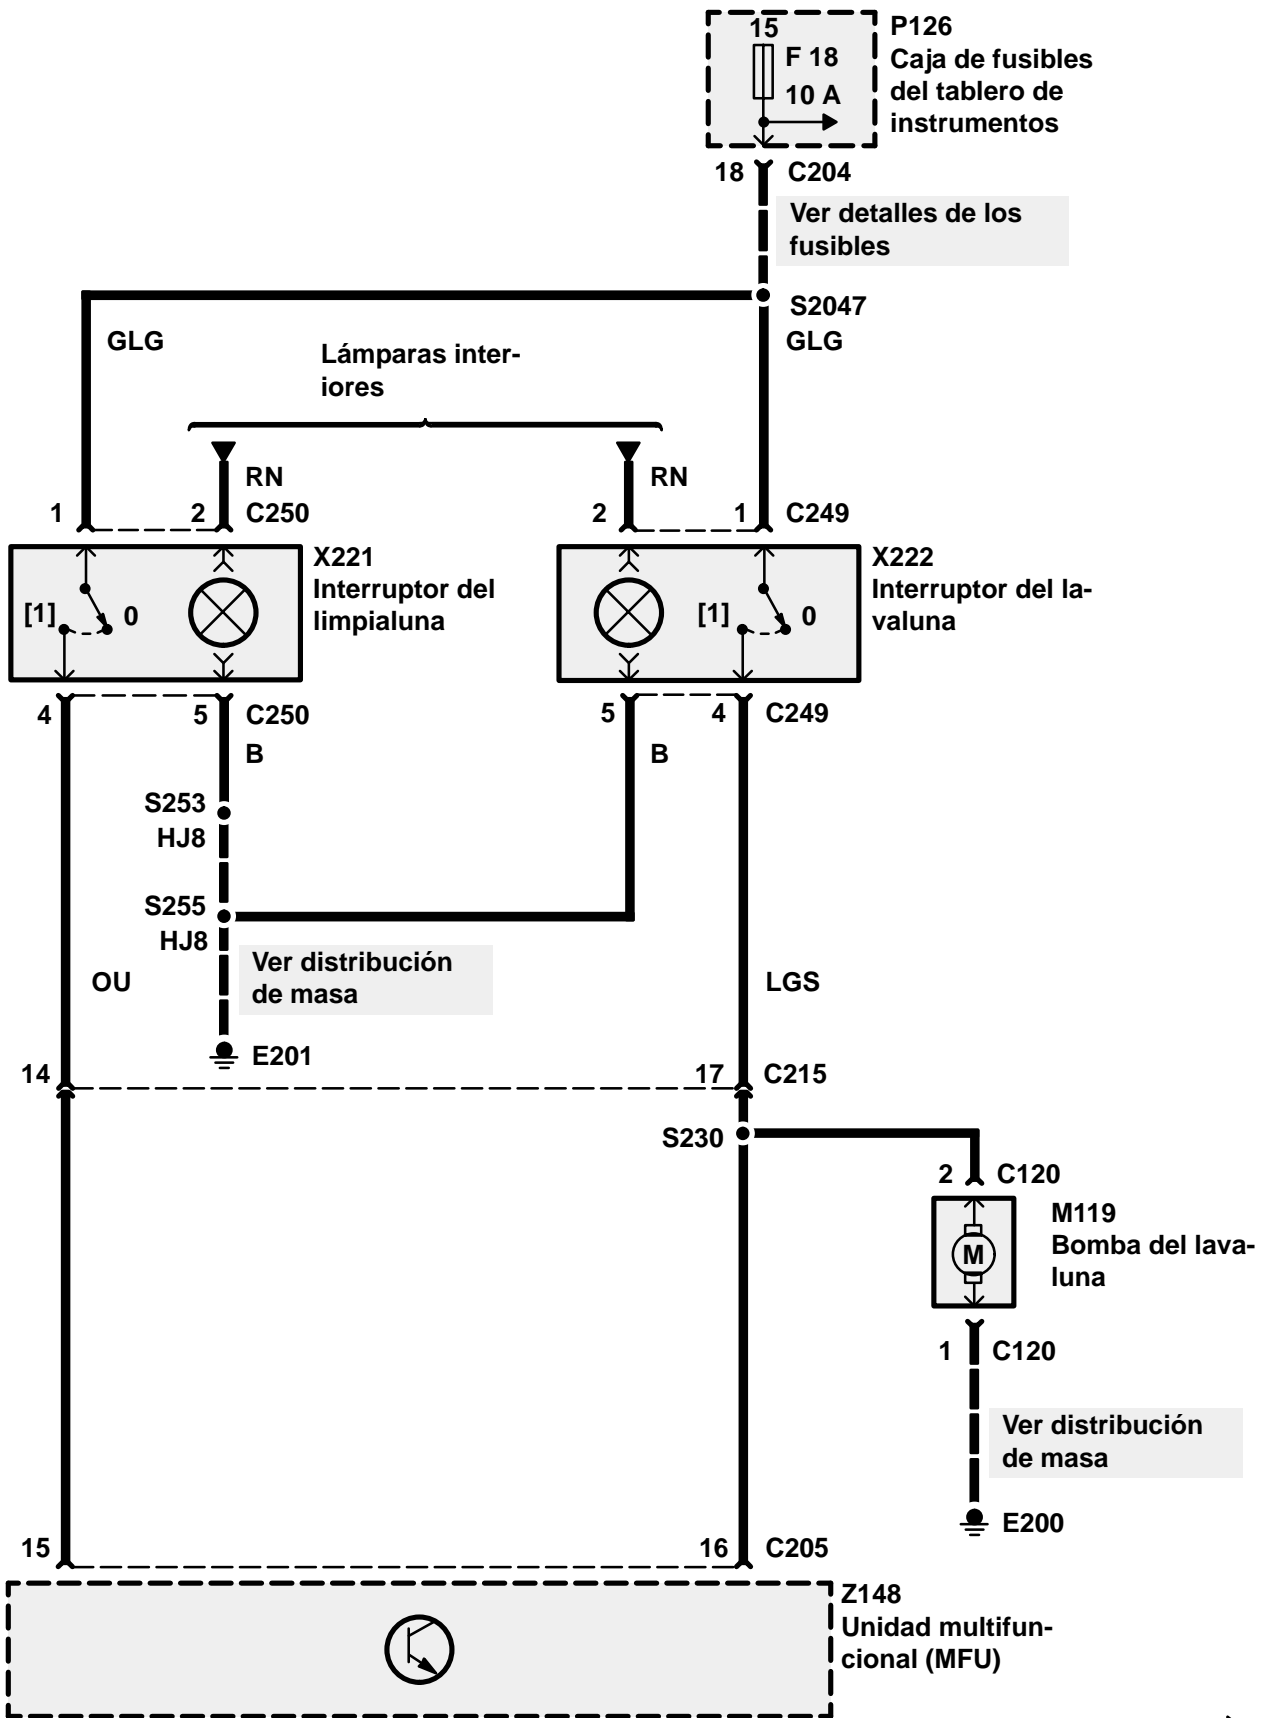 15
F 18
10 A
P126
Caja de fusibles
del tablero de
instrumentos
18
C204
Ver detalles de los
fusibles
S2047
GLG
GLG
Lámparas inter-
iores
RN
RN
1
2
C250
2
1
C249
X221
Interruptor del
limpialuna
[1]
0
X222
Interruptor del la-
valuna
[1]
0
4
5
C250
5
4
C249
B
B
S253
HJ8
S255
HJ8
Ver distribución
de masa
OU
LGS
E201
14
17
C215
S230
2
C120
M119
Bomba del lava-
luna
M
1
C120
Ver distribución
de masa
E200
15
16
C205
Z148
Unidad multifun-
cional (MFU)